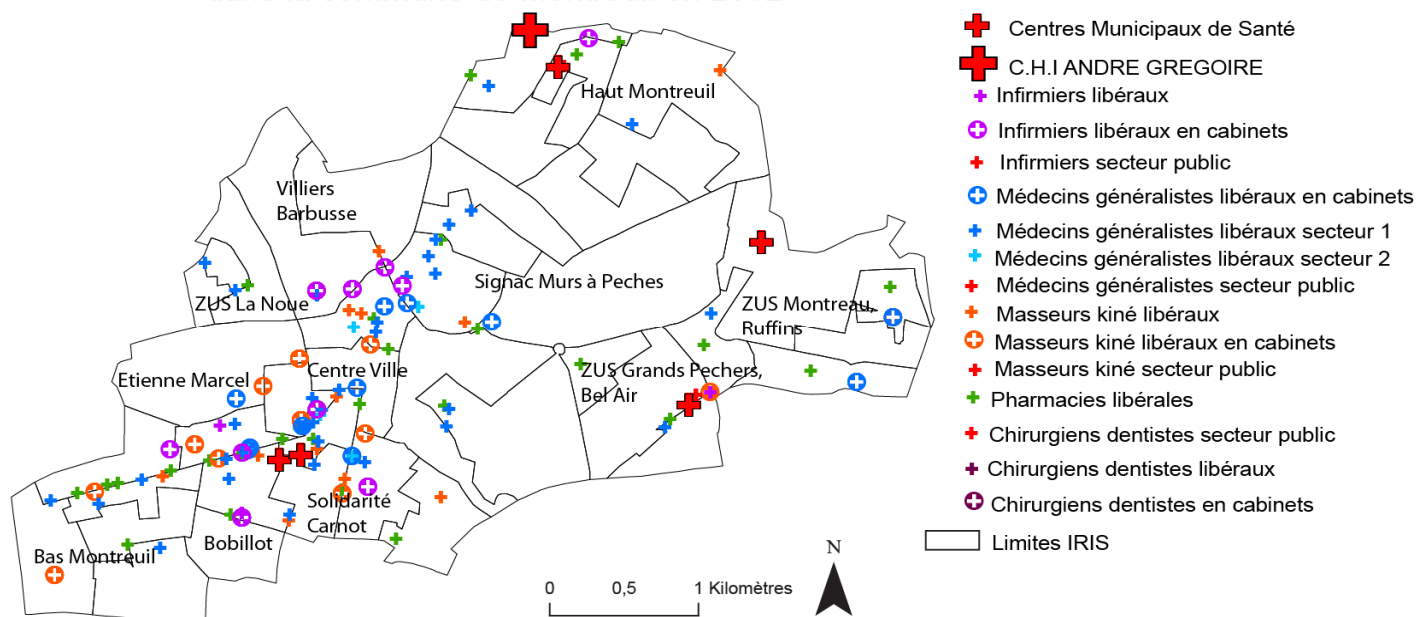 Centres Municipaux de Santé
C.H.I ANDRE GREGOIRE
Infirmiers libéraux
Infirmiers libéraux en cabinets
Infirmiers secteur public
Médecins généralistes libéraux en cabinets
Médecins généralistes libéraux secteur 1
Médecins généralistes libéraux secteur 2
Médecins généralistes secteur public
Masseurs kiné libéraux
Masseurs kiné libéraux en cabinets
Masseurs kiné secteur public
Pharmacies libérales
Chirurgiens dentistes secteur public
Chirurgiens dentistes libéraux
Chirurgiens dentistes en cabinets
Limites IRIS
Haut Montreuil
Villiers
Barbusse
Signac Murs à Peches
ZUS La Noue
ZUS Montreau,
Ruffins
Etienne Marcel
Centre Ville
ZUS Grands Pechers,
Bel Air
Solidarité
Carnot
Bobillot
Bas Montreuil
N
0 0,5 1 Kilomètres